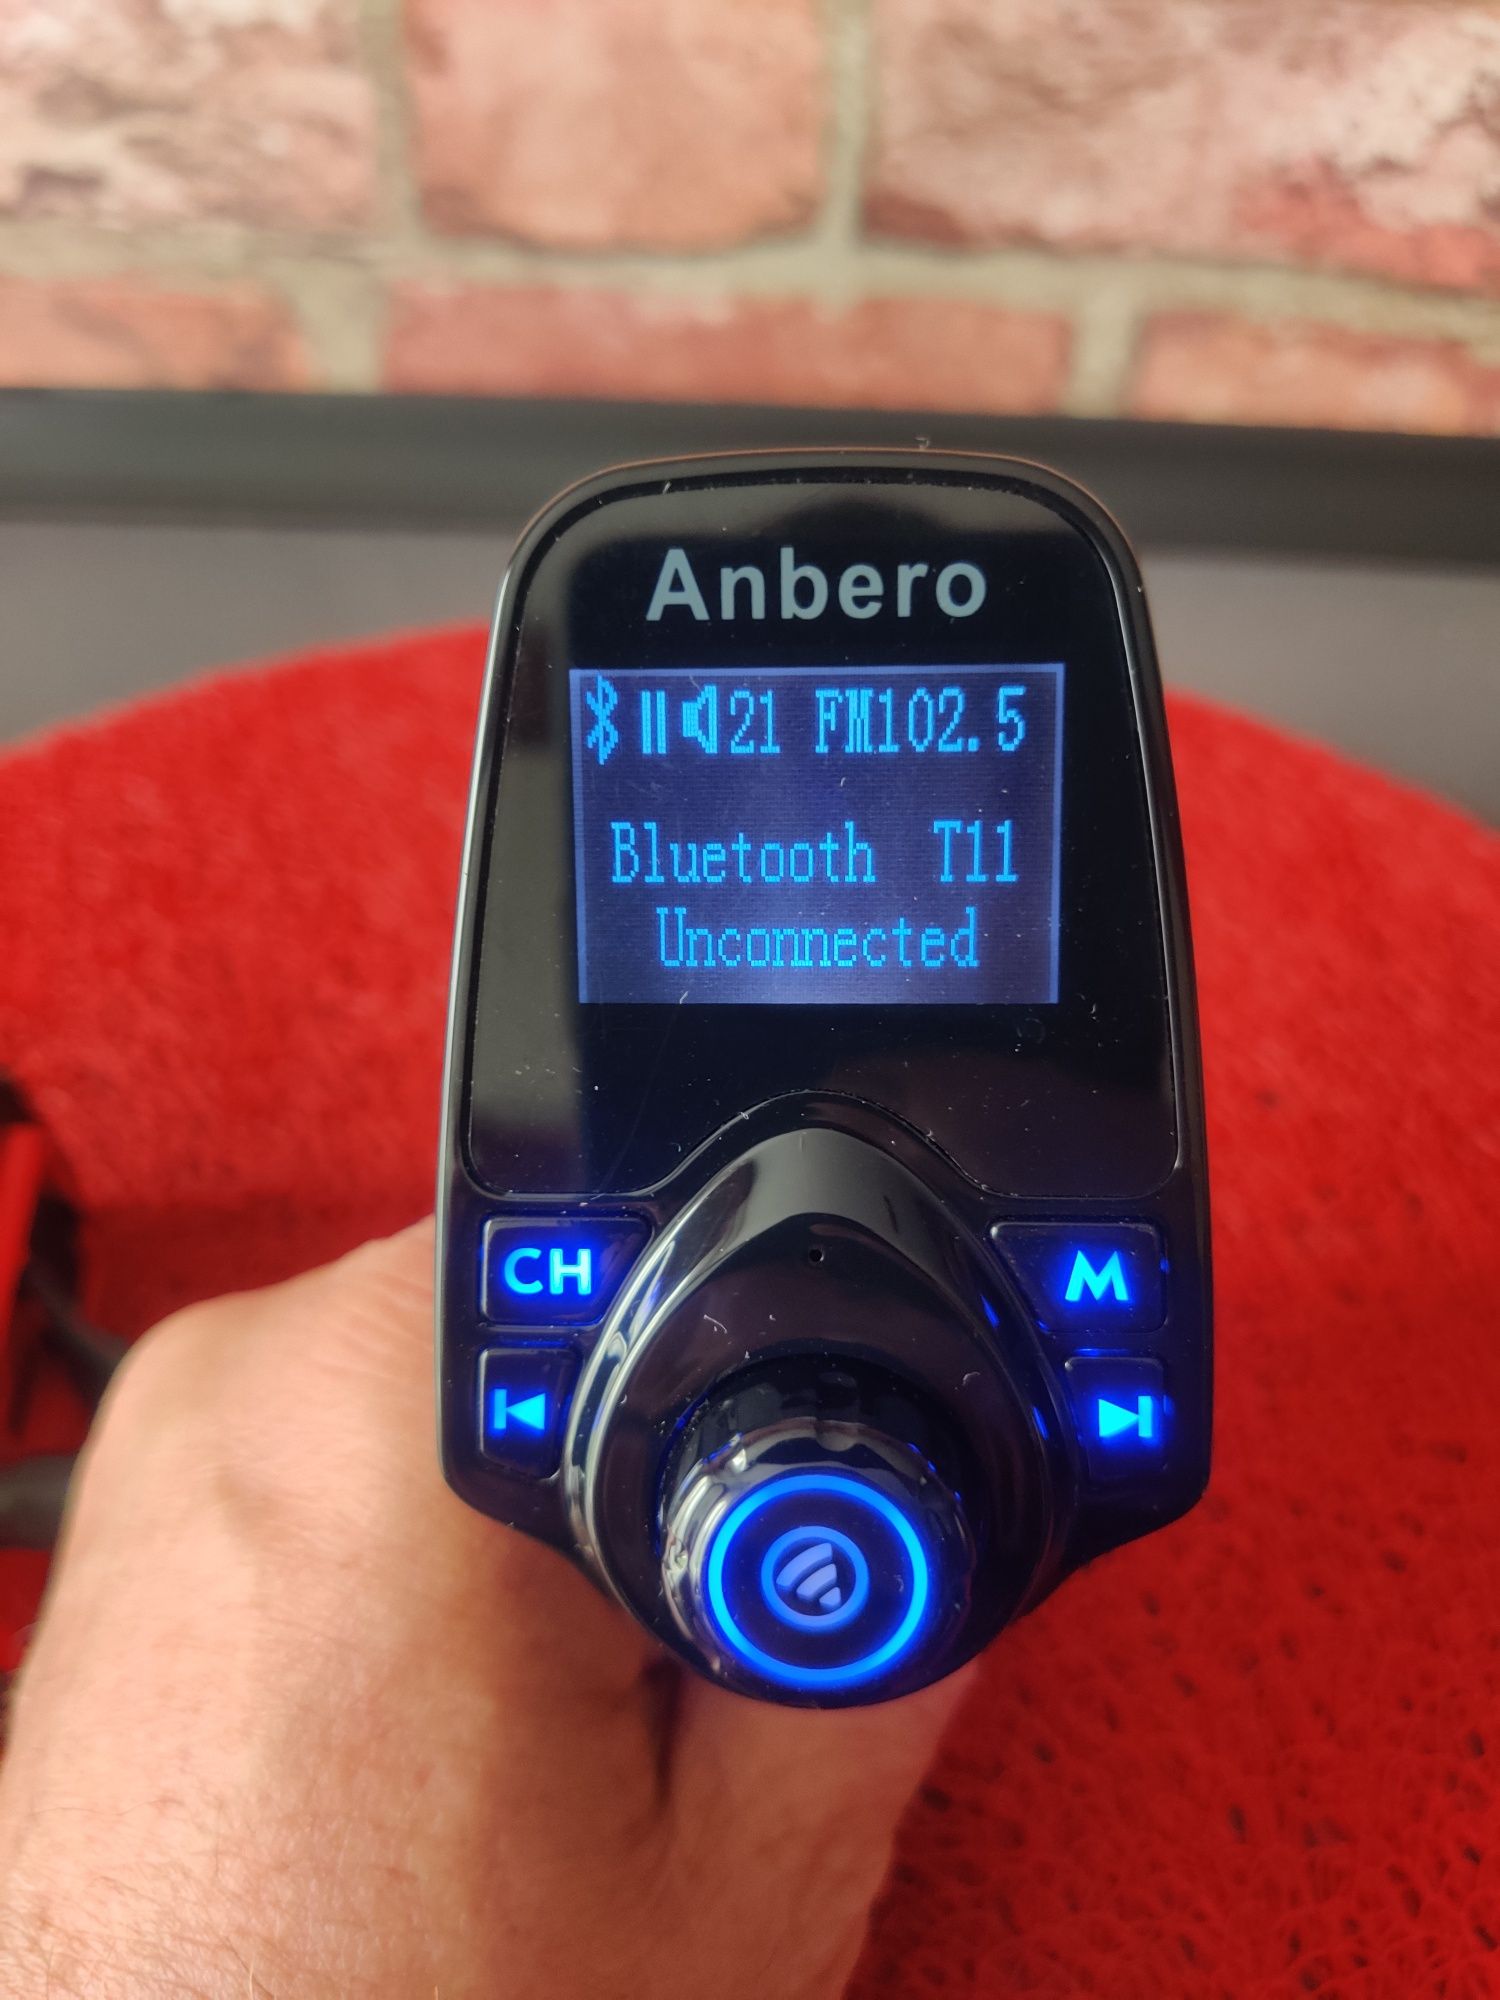 Anbero
21 FM102.5
Bluetooth T11
Unconnected
CH M